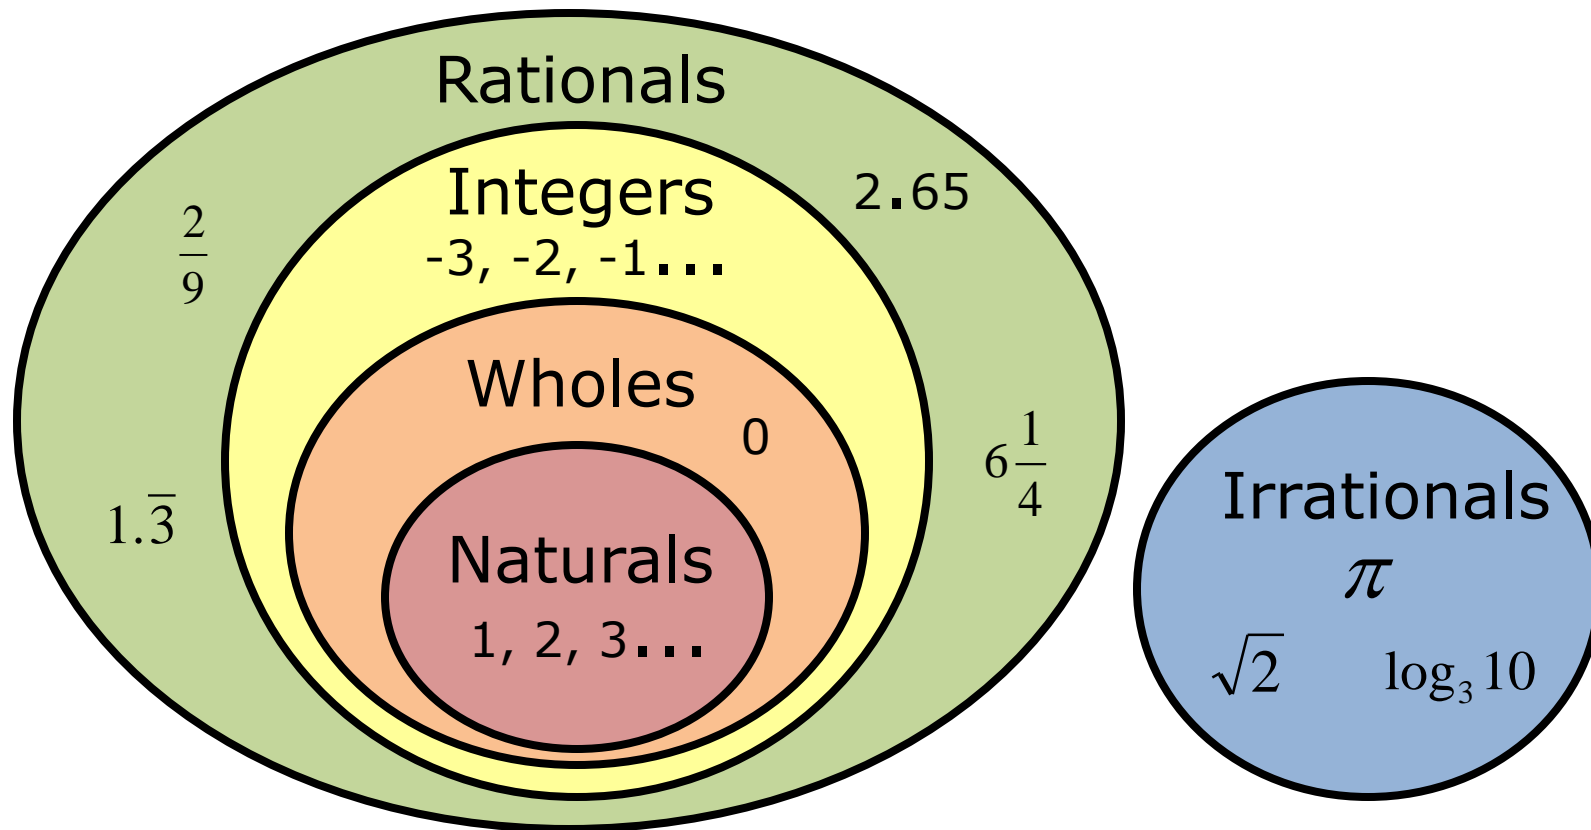 Rationals
Integers
2.65
2/9
-3, -2, -1...
Wholes
0
6 1/4
1.3̅
Naturals
1, 2, 3...
Irrationals
π
√2 log₃10